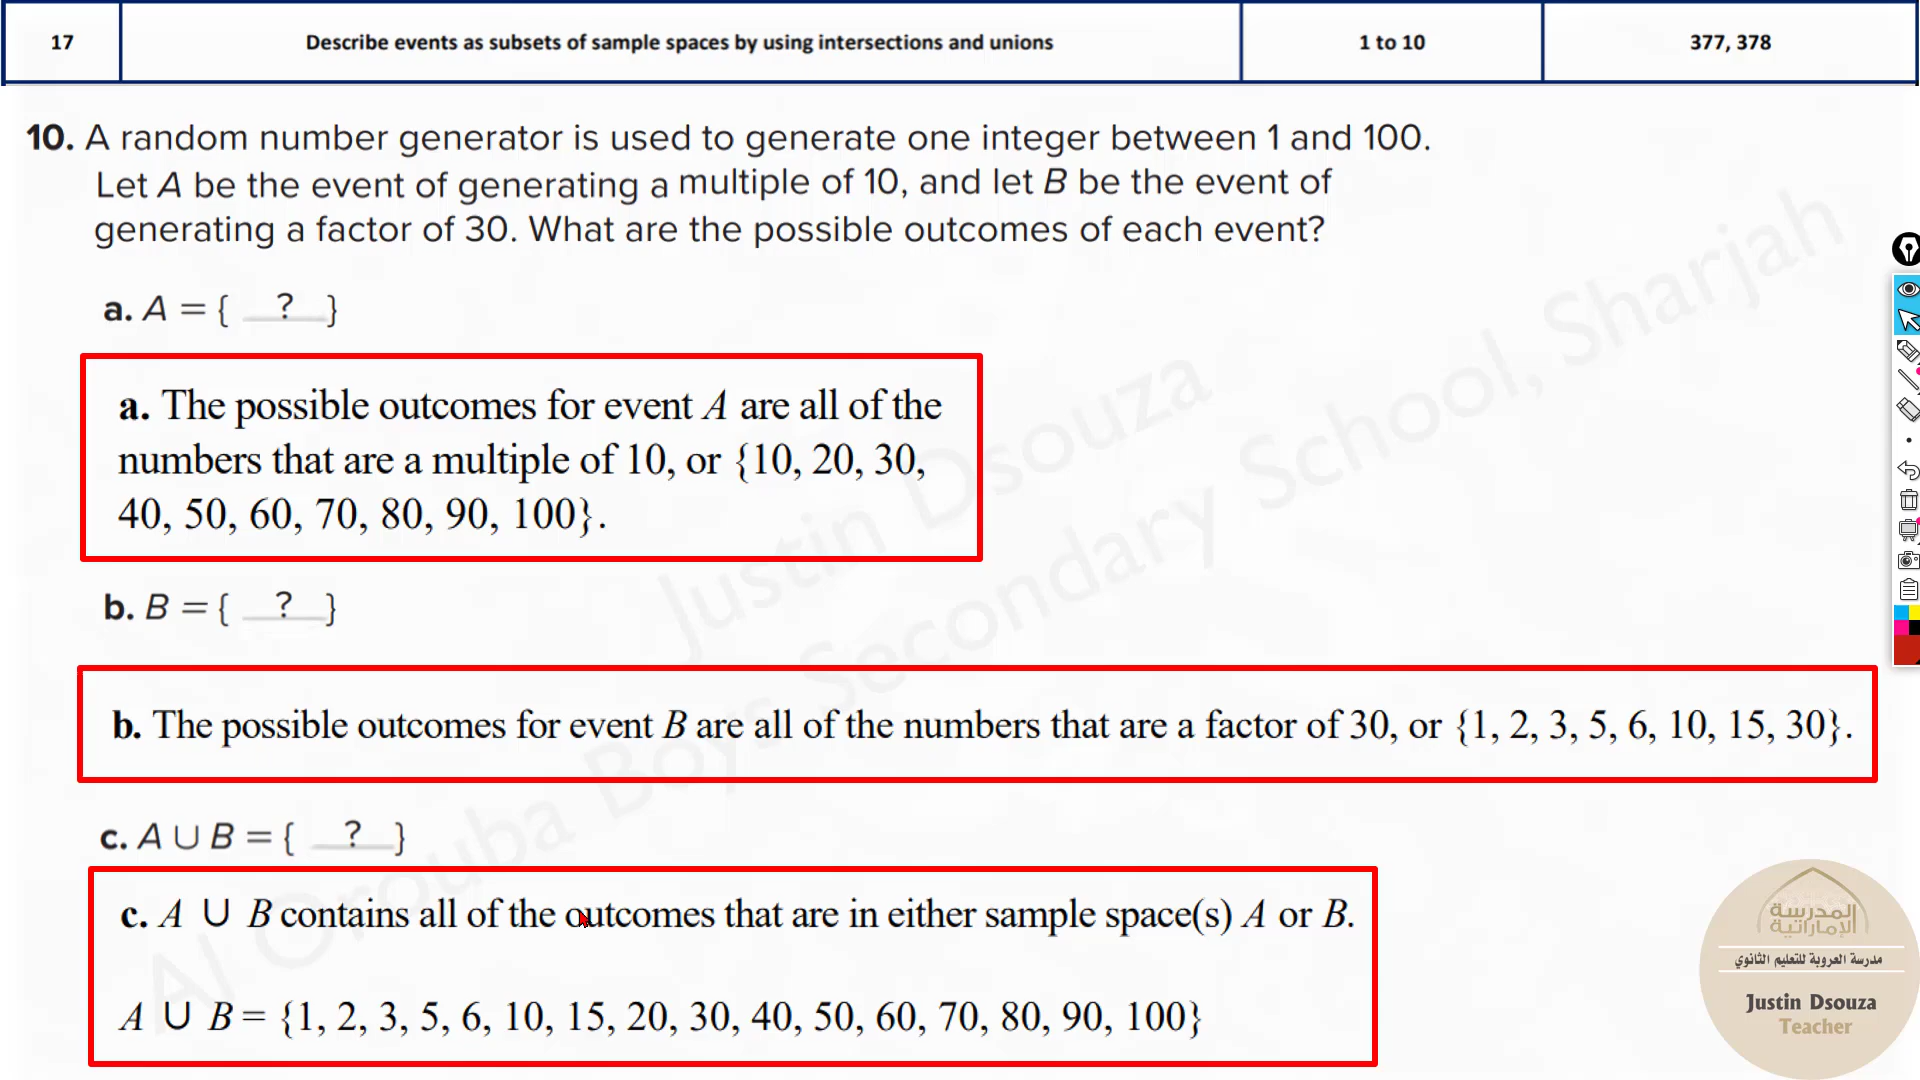 17
Describe events as subsets of sample spaces by using intersections and unions
1 to 10
377, 378
10. A random number generator is used to generate one integer between 1 and 100.
Let A be the event of generating a multiple of 10, and let B be the event of
generating a factor of 30. What are the possible outcomes of each event?
a. A = { ? }
a. The possible outcomes for event A are all of the
numbers that are a multiple of 10, or {10, 20, 30,
40, 50, 60, 70, 80, 90, 100}.
b. B = { ? }
b. The possible outcomes for event B are all of the numbers that are a factor of 30, or {1, 2, 3, 5, 6, 10, 15, 30}.
c. A ∪ B = { ? }
c. A ∪ B contains all of the outcomes that are in either sample space(s) A or B.
A ∪ B = {1, 2, 3, 5, 6, 10, 15, 20, 30, 40, 50, 60, 70, 80, 90, 100}
Justin Dsouza
Al Orouba Boys Secondary School, Sharjah
المدرسة
الإماراتية
مدرسة العروبة للتعليم الثانوي
Justin Dsouza
Teacher